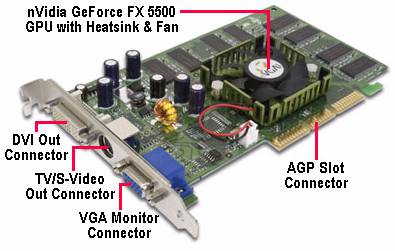 nVidia GeForce FX 5500
GPU with Heatsink & Fan
DVI Out
Connector
TV/S-Video
Out Connector
VGA Monitor
Connector
AGP Slot
Connector